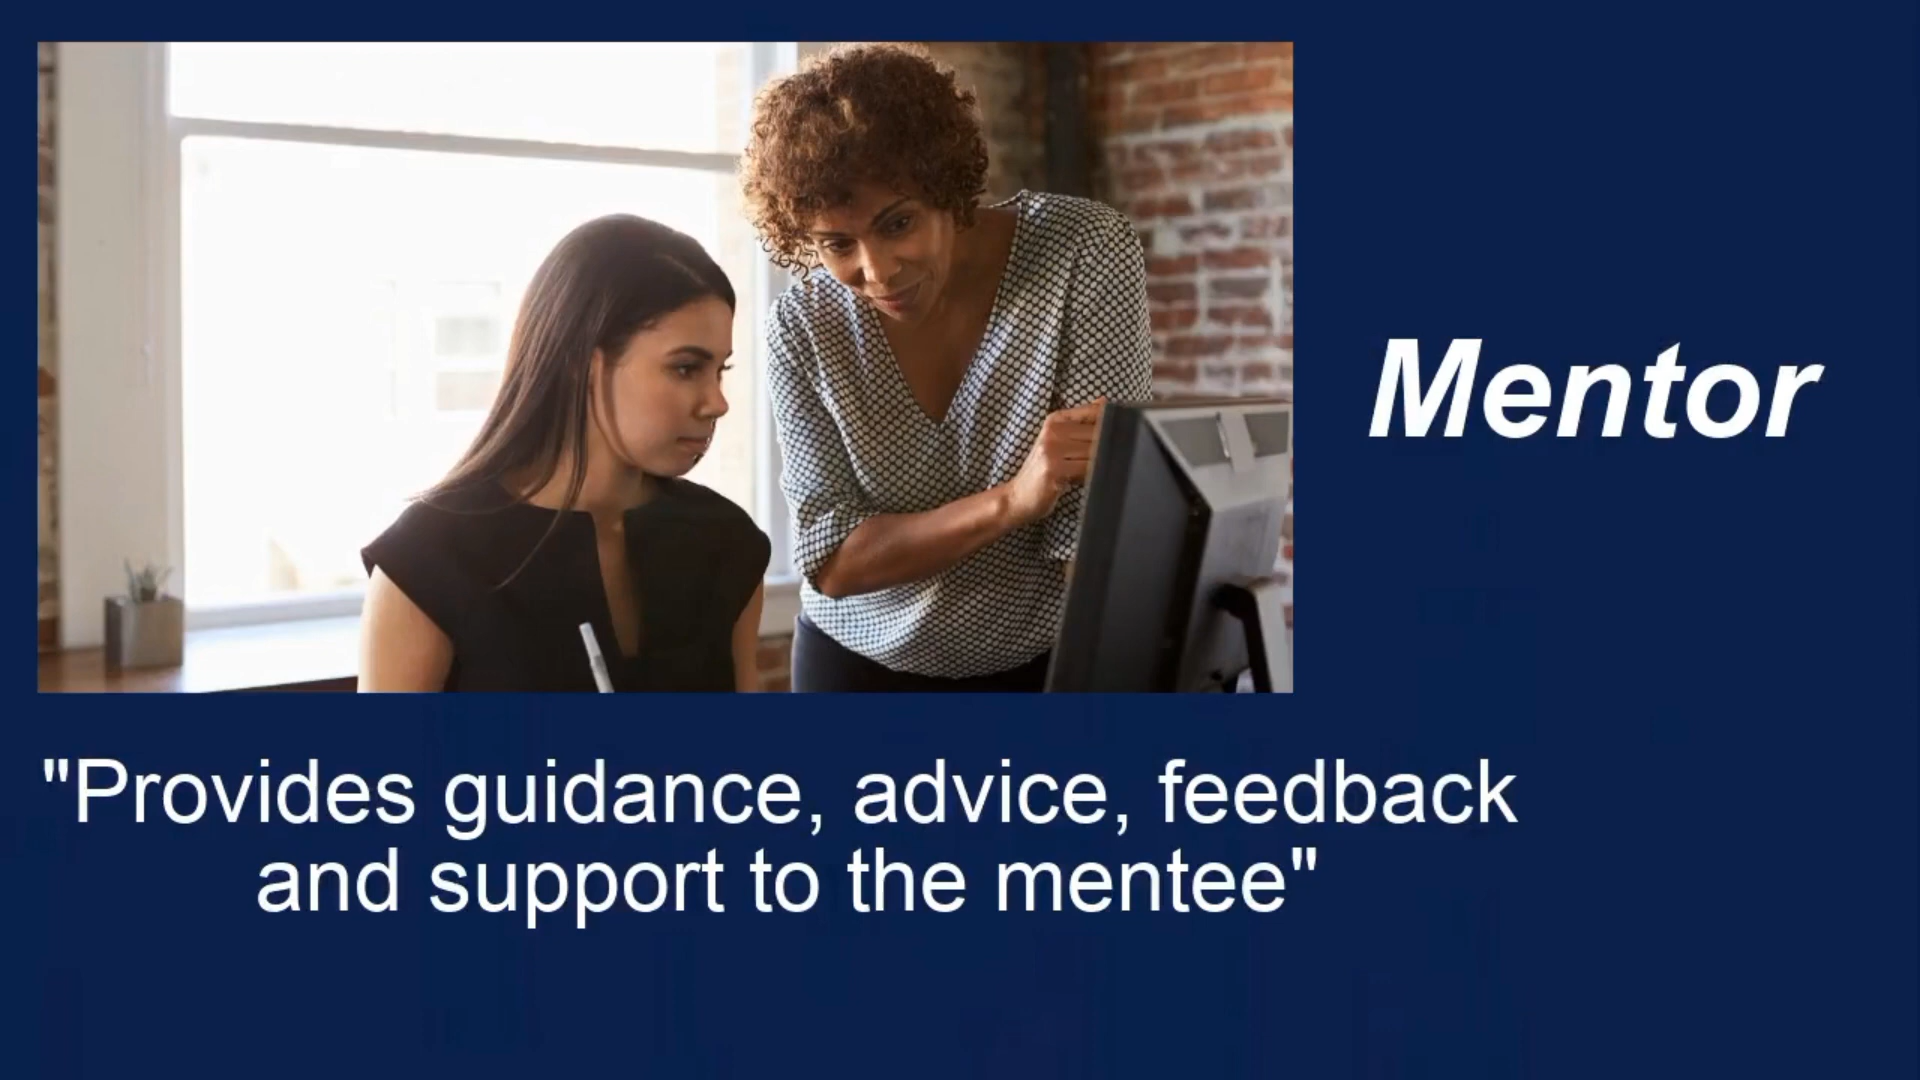 Mentor
"Provides guidance, advice, feedback
and support to the mentee"